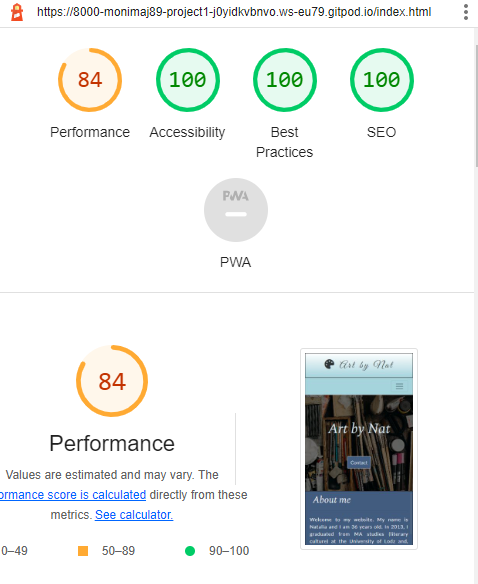 https://8000-monimaj89-project1-j0yidkvbnvo.ws-eu79.gitpod.io/index.html
84 100 100 100
Performance Accessibility Best Practices SEO
PWA
PWA
84
Performance
Values are estimated and may vary. The
ormance score is calculated directly from these
metrics. See calculator.
0–49 50–89 90–100
Art by Nat
Art by Nat
Contact
About me
Welcome to my website. My name is
Natalia and I am 36 years old. In 2013, I
graduated from MA studies (literary
cultural at the University of Lodz and,